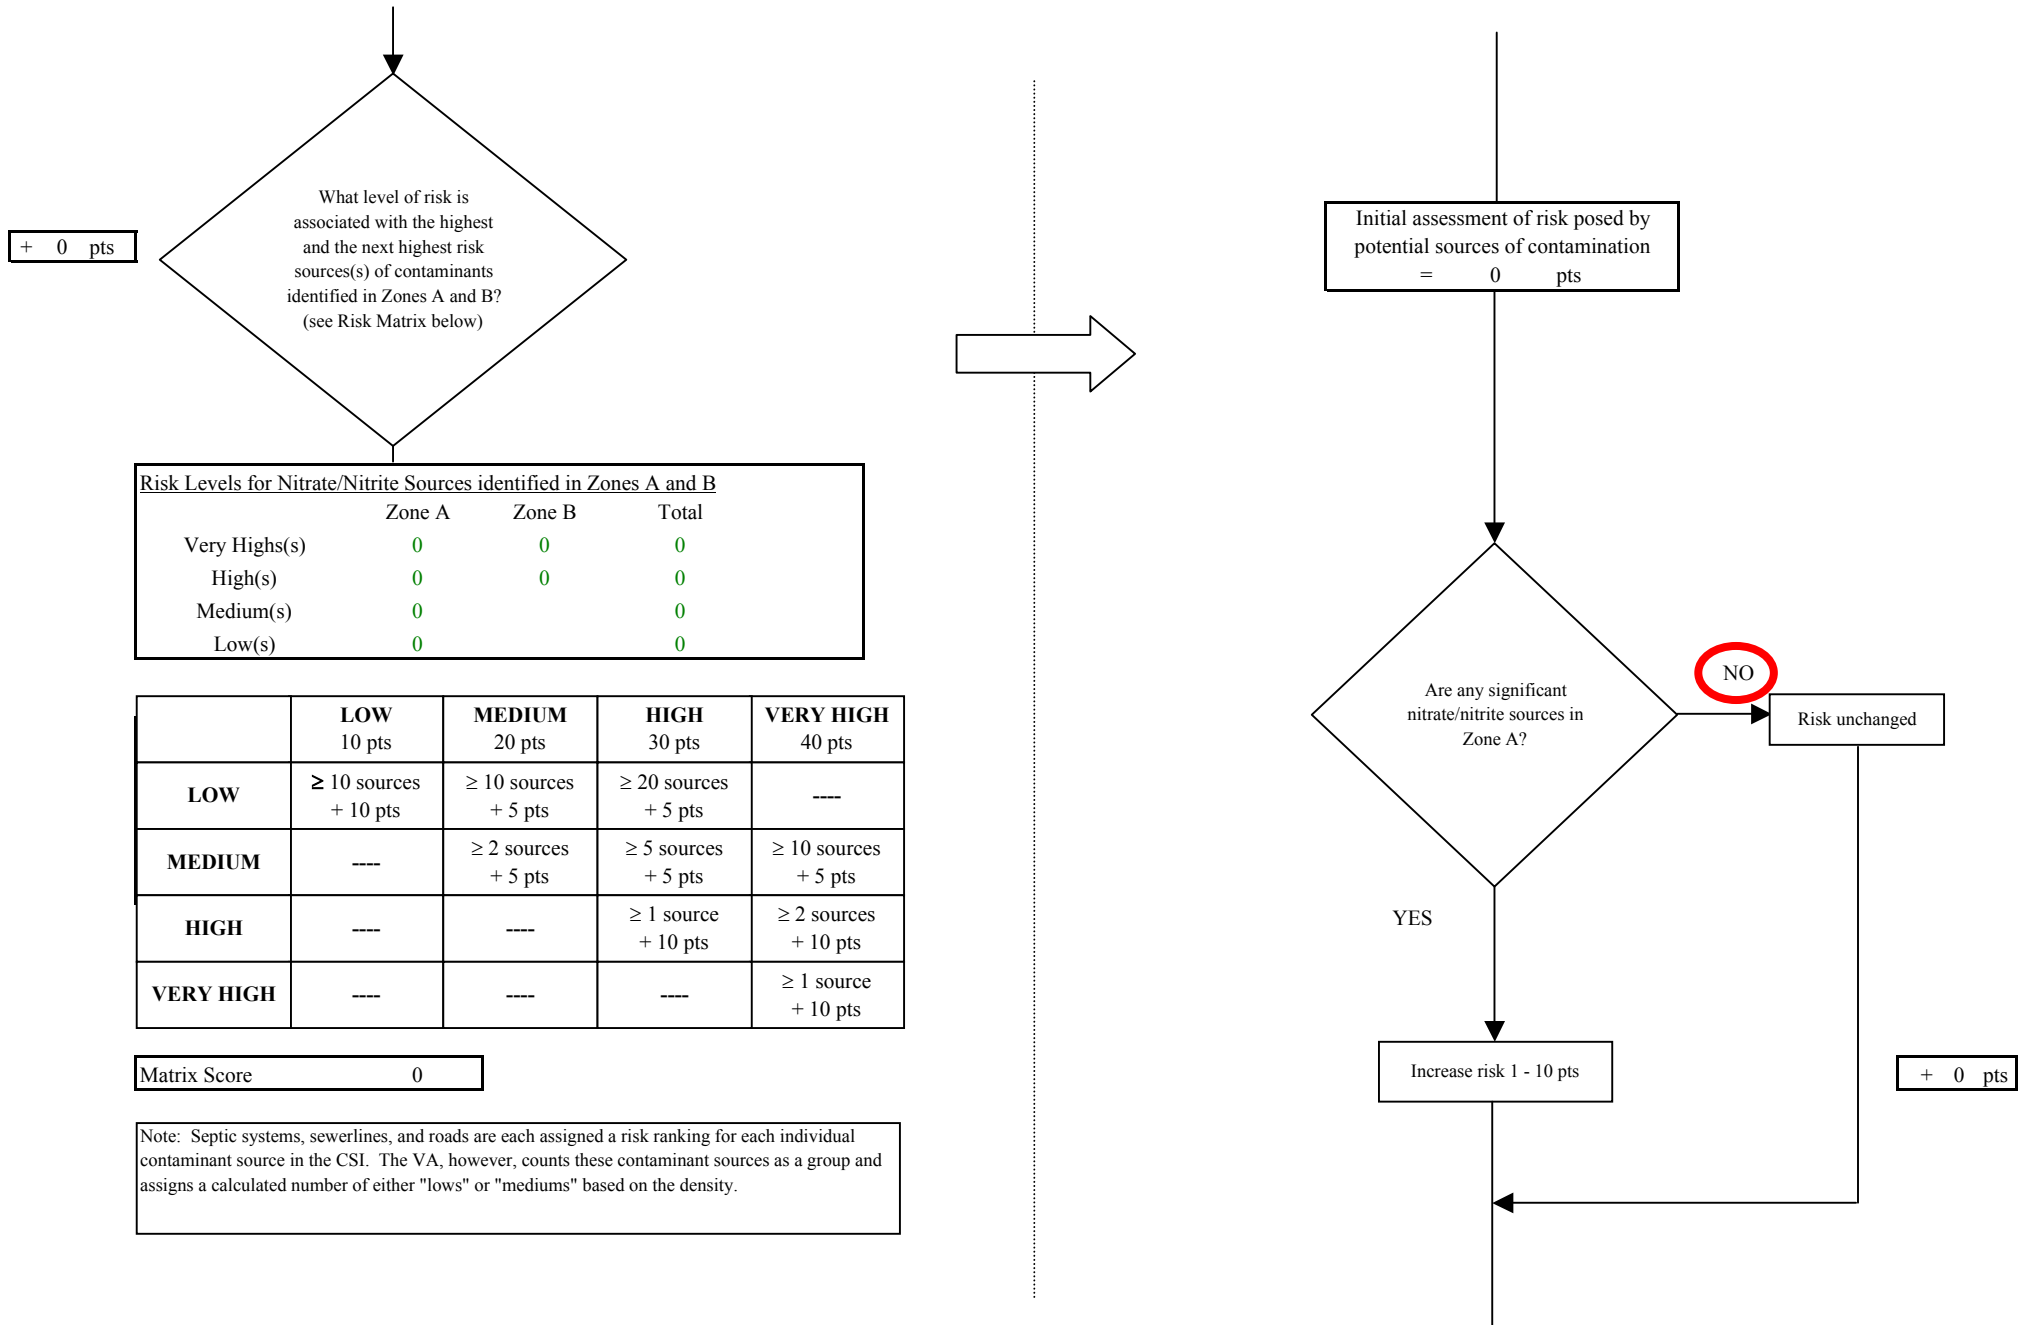 What level of risk is
associated with the highest
and the next highest risk
sources(s) of contaminants
identified in Zones A and B?
(see Risk Matrix below)
+ 0 pts
Risk Levels for Nitrate/Nitrite Sources identified in Zones A and B
Zone A Zone B Total
Very Highs(s) 0 0 0
High(s) 0 0 0
Medium(s) 0 0
Low(s) 0 0
LOW MEDIUM HIGH VERY HIGH
10 pts 20 pts 30 pts 40 pts
LOW
≥ 10 sources ≥ 10 sources ≥ 20 sources ----
+ 10 pts + 5 pts + 5 pts
MEDIUM
---- ≥ 2 sources ≥ 5 sources ≥ 10 sources
+ 5 pts + 5 pts + 5 pts
HIGH
---- ---- ≥ 1 source ≥ 2 sources
+ 10 pts + 10 pts
VERY HIGH
---- ---- ---- ≥ 1 source
+ 10 pts
Matrix Score 0
Note: Septic systems, sewerlines, and roads are each assigned a risk ranking for each individual
contaminant source in the CSI. The VA, however, counts these contaminant sources as a group and
assigns a calculated number of either "lows" or "mediums" based on the density.
Initial assessment of risk posed by
potential sources of contamination
= 0 pts
Are any significant
nitrate/nitrite sources in
Zone A?
NO
Risk unchanged
YES
Increase risk 1 - 10 pts
+ 0 pts